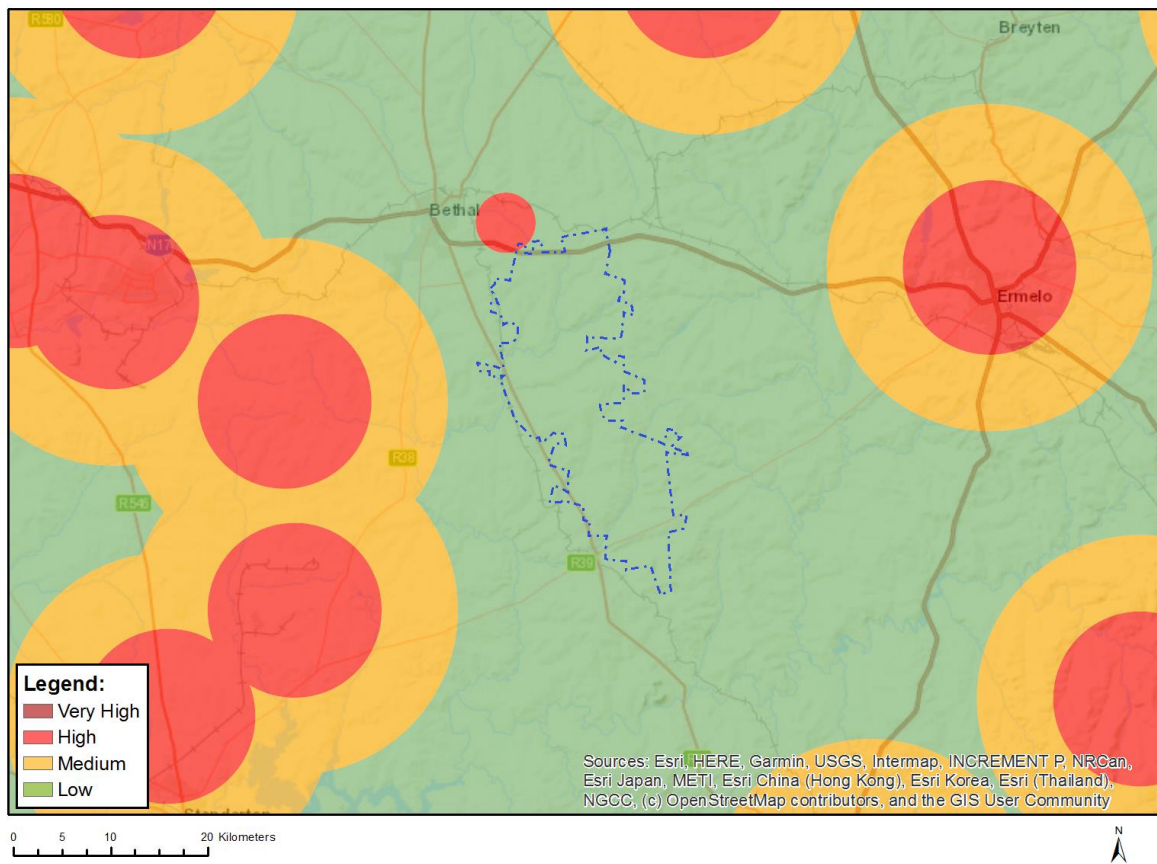 R580
Breyten
Bethal
N17
Ermelo
R38
R546
R39
Legend:
Very High
High
Medium
Low
Sources: Esri, HERE, Garmin, USGS, Intermap, INCREMENT P, NRCan,
Esri Japan, METI, Esri China (Hong Kong), Esri Korea, Esri (Thailand),
NGCC, (c) OpenStreetMap contributors, and the GIS User Community
Standerton
0 5 10 20 Kilometers
N